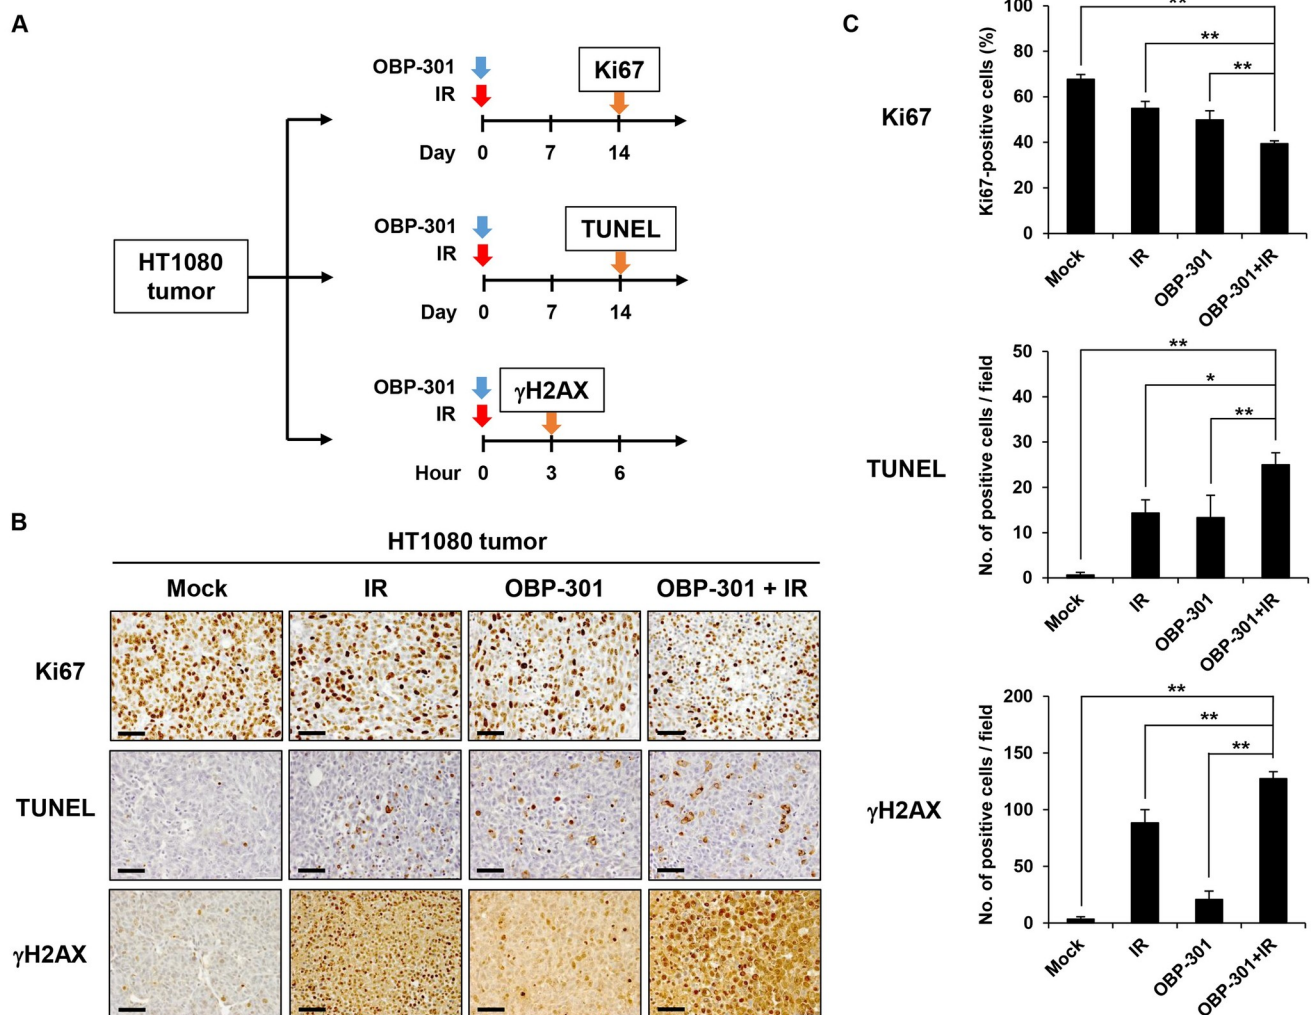 A
OBP-301
IR
Ki67
Day 0 7 14
OBP-301
IR
TUNEL
Day 0 7 14
HT1080
tumor
OBP-301
IR
γH2AX
Hour 0 3 6
B
HT1080 tumor
Mock IR OBP-301 OBP-301 + IR
Ki67
TUNEL
γH2AX
C
Ki67
Ki67-positive cells (%)
100
80
60
40
20
0
**
**
**
Mock IR OBP-301 OBP-301+IR
TUNEL
No. of positive cells / field
50
40
30
20
10
0
**
*
**
Mock IR OBP-301 OBP-301+IR
γH2AX
No. of positive cells / field
200
150
100
50
0
**
**
**
Mock IR OBP-301 OBP-301+IR